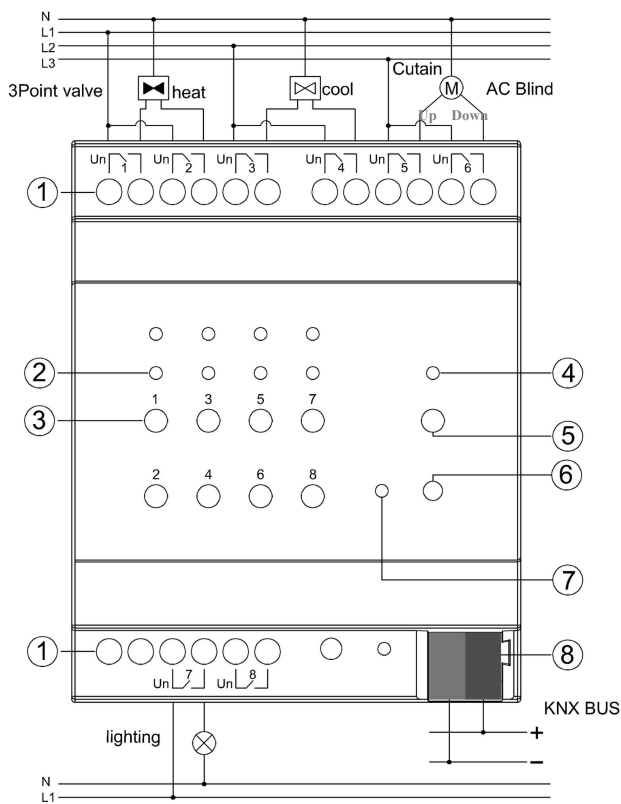 N
L1
L2
L3
3Point valve
heat
cool
Cutain
M
AC Blind
Up Down
Un 1 Un 2 Un 3 Un 4 Un 5 Un 6
①
②
④
1 3 5 7
③
⑤
2 4 6 8
⑥
⑦
①
⑧
Un 7 Un 8
KNX BUS
lighting
+
−
N
L1